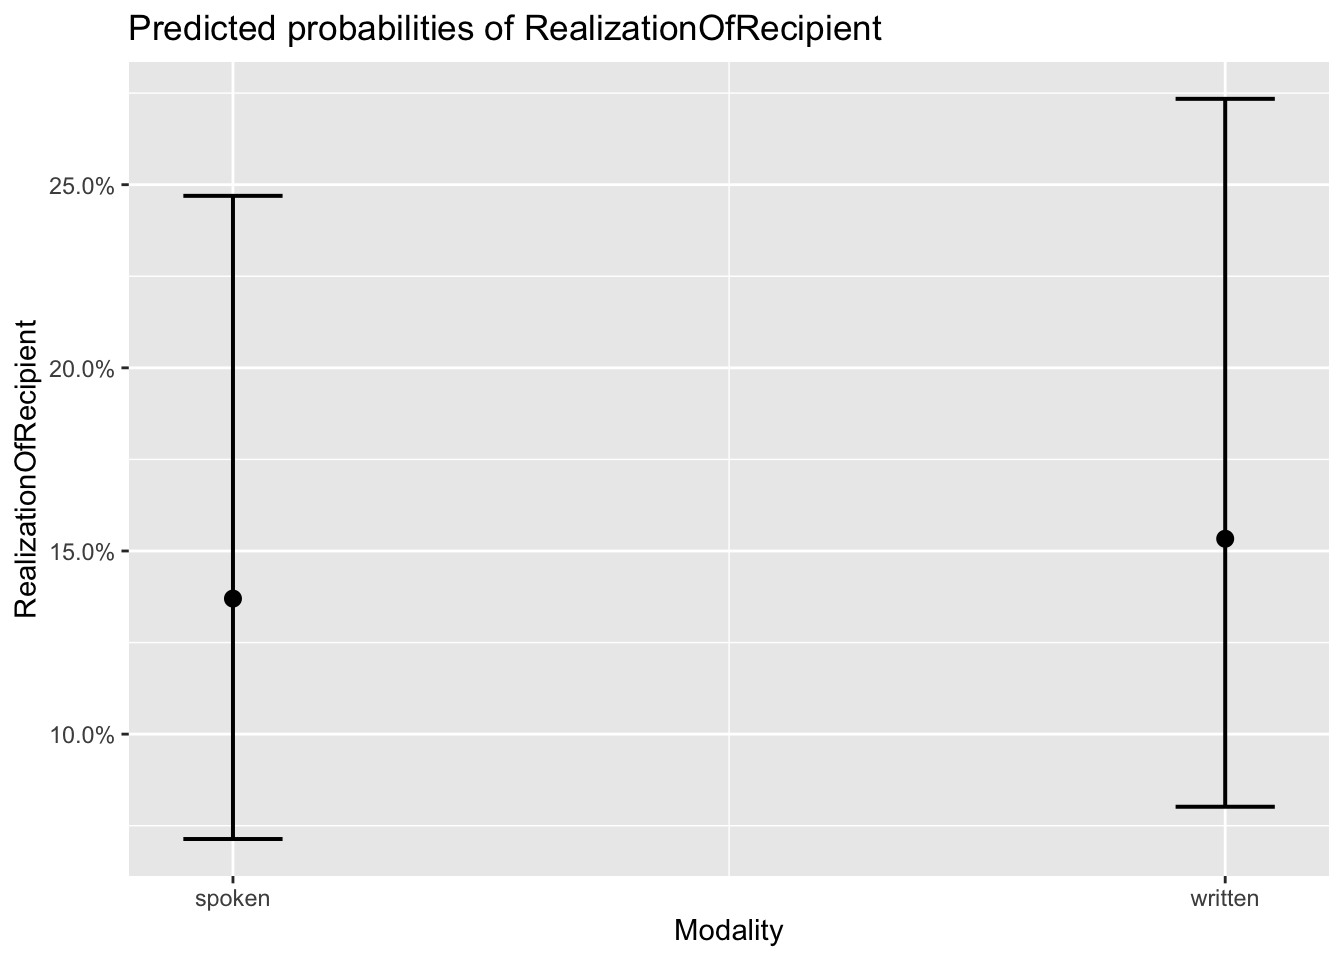 Predicted probabilities of RealizationOfRecipient
RealizationOfRecipient
25.0%
20.0%
15.0%
10.0%
spoken
written
Modality